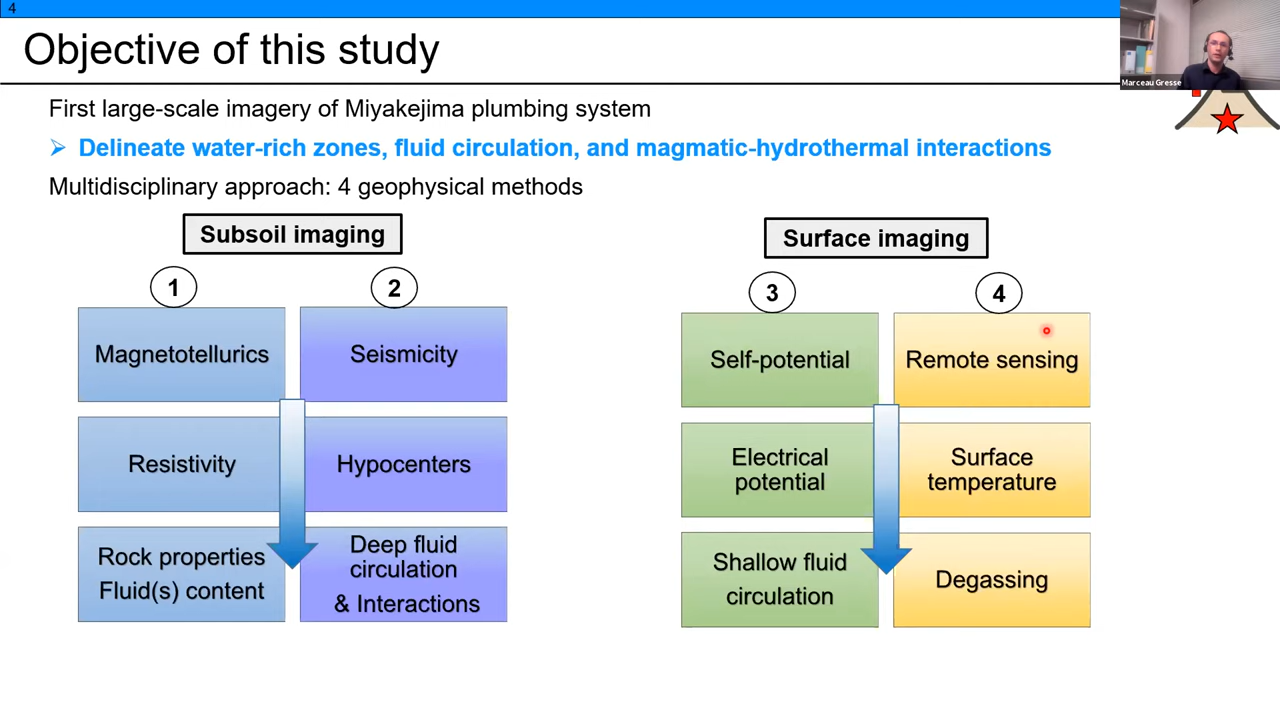 4
Objective of this study
Marceau Gresse
First large-scale imagery of Miyakejima plumbing system
Delineate water-rich zones, fluid circulation, and magmatic-hydrothermal interactions
Multidisciplinary approach: 4 geophysical methods
Subsoil imaging
1
2
Magnetotellurics
Seismicity
Resistivity
Hypocenters
Rock properties
Fluid(s) content
Deep fluid
circulation
& Interactions
Surface imaging
3
4
Self-potential
Remote sensing
Electrical
potential
Surface
temperature
Shallow fluid
circulation
Degassing